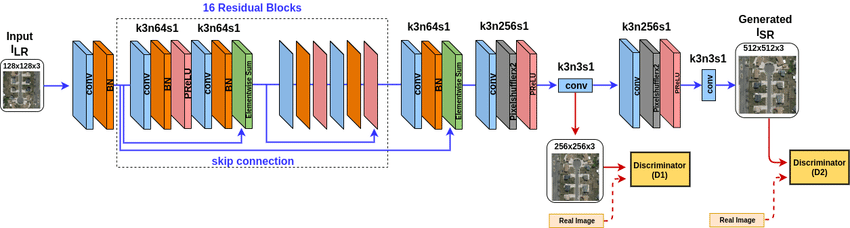 16 Residual Blocks
Input
I_LR
128x128x3
conv
BN
k3n64s1
conv
BN
PReLU
k3n64s1
conv
BN
Elementwise Sum
skip connection
k3n64s1
conv
BN
Elementwise Sum
k3n256s1
conv
Pixelshufflerx2
PReLU
k3n3s1
conv
256x256x3
Discriminator
(D1)
Real Image
k3n256s1
conv
Pixelshufflerx2
PReLU
k3n3s1
conv
Generated
I_SR
512x512x3
Discriminator
(D2)
Real Image